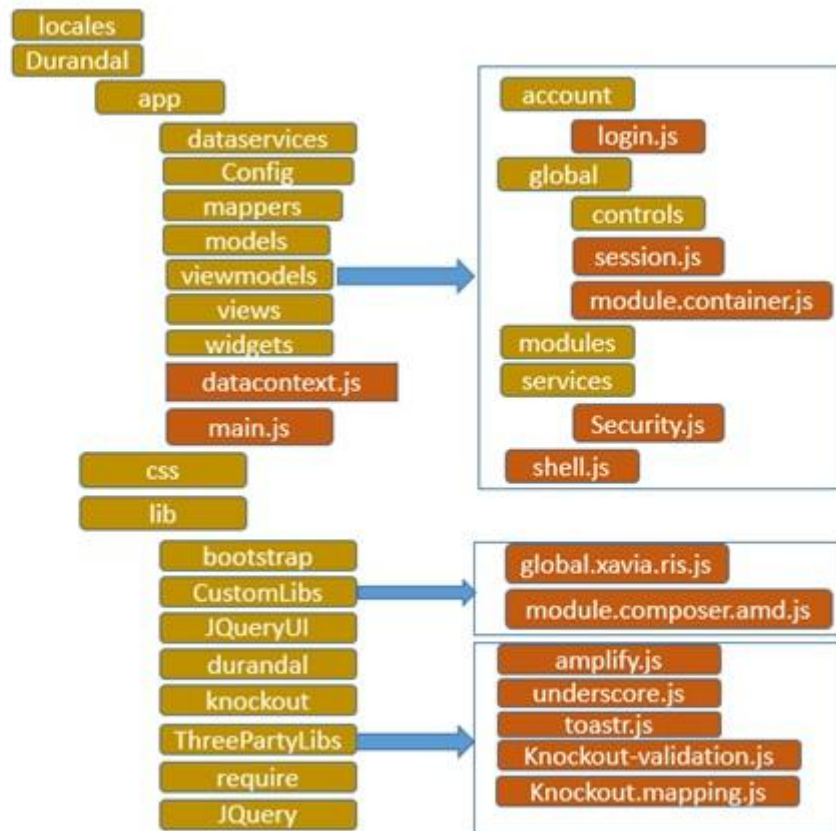 locales
Durandal
app
dataservices
Config
mappers
models
viewmodels
views
widgets
datacontext.js
main.js
css
lib
bootstrap
CustomLibs
JQueryUI
durandal
knockout
ThreePartyLibs
require
JQuery
account
login.js
global
controls
session.js
module.container.js
modules
services
Security.js
shell.js
global.xavia.ris.js
module.composer.amd.js
amplify.js
underscore.js
toastr.js
Knockout-validation.js
Knockout.mapping.js